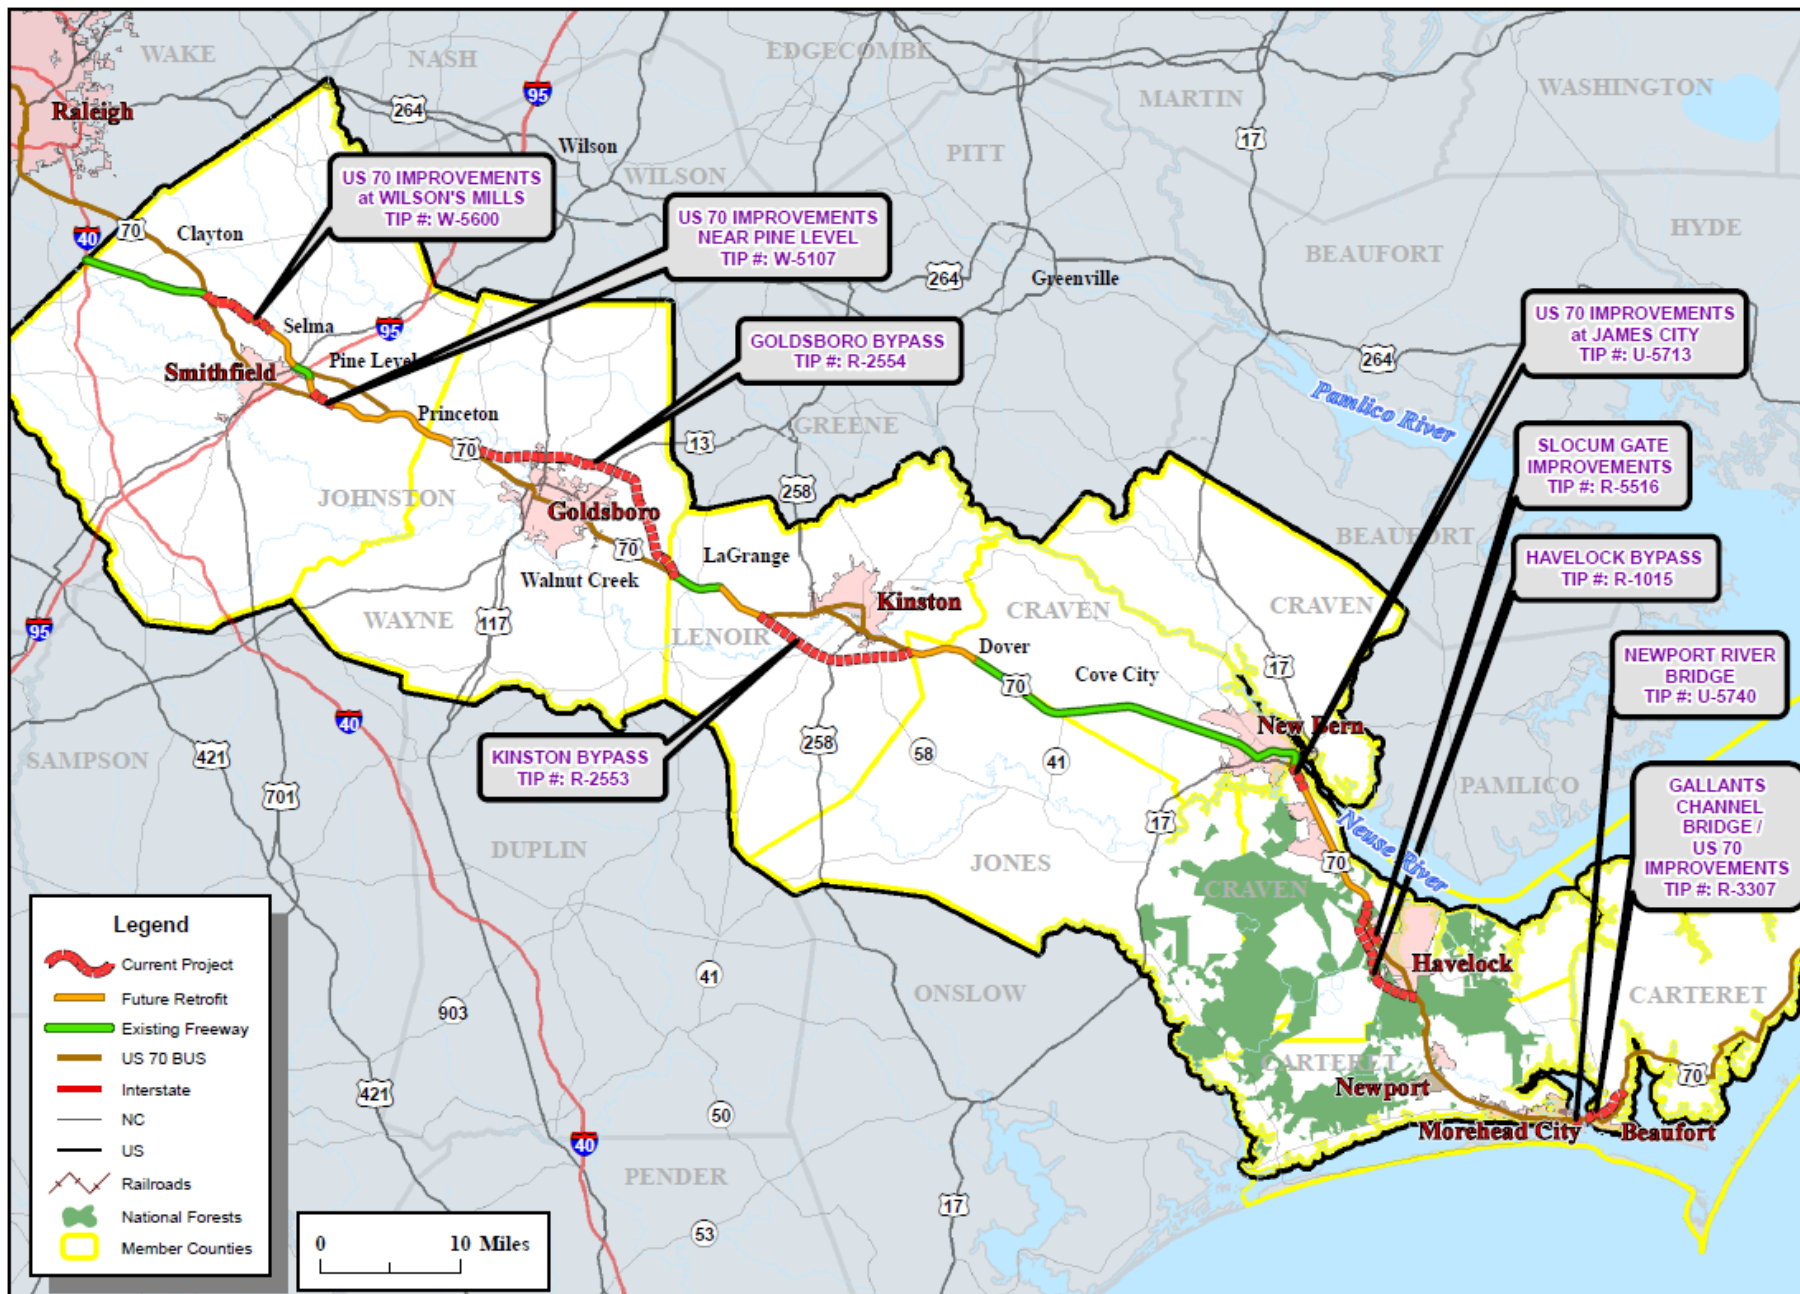 WAKE
NASH
EDGECOMBE
MARTIN
WASHINGTON
95
264
Raleigh
17
Wilson
PITT
WILSON
US 70 IMPROVEMENTS
at WILSON'S MILLS
TIP #: W-5600
US 70 IMPROVEMENTS
NEAR PINE LEVEL
TIP #: W-5107
HYDE
BEAUFORT
70
Clayton
40
264
Greenville
US 70 IMPROVEMENTS
at JAMES CITY
TIP #: U-5713
Selma
95
GOLDSBORO BYPASS
TIP #: R-2554
264
Pine Level
Smithfield
Pamlico River
Princeton
GREENE
13
70
SLOCUM GATE
IMPROVEMENTS
TIP #: R-5516
JOHNSTON
258
Goldsboro
BEAUFORT
70
LaGrange
HAVELOCK BYPASS
TIP #: R-1015
Walnut Creek
Kinston
CRAVEN
CRAVEN
WAYNE
117
LENOIR
95
Dover
NEWPORT RIVER
BRIDGE
TIP #: U-5740
17
Cove City
70
40
New Bern
421
258
58
41
KINSTON BYPASS
TIP #: R-2553
SAMPSON
PAMLICO
701
GALLANTS
CHANNEL
BRIDGE /
US 70
IMPROVEMENTS
TIP #: R-3307
17
Neuse River
DUPLIN
JONES
70
CRAVEN
Legend
Current Project
Future Retrofit
Existing Freeway
US 70 BUS
Interstate
NC
US
Railroads
National Forests
Member Counties
Havelock
41
ONSLOW
CARTERET
903
CARTERET
70
Newport
421
50
Morehead City
Beaufort
40
PENDER
17
53
0 10 Miles